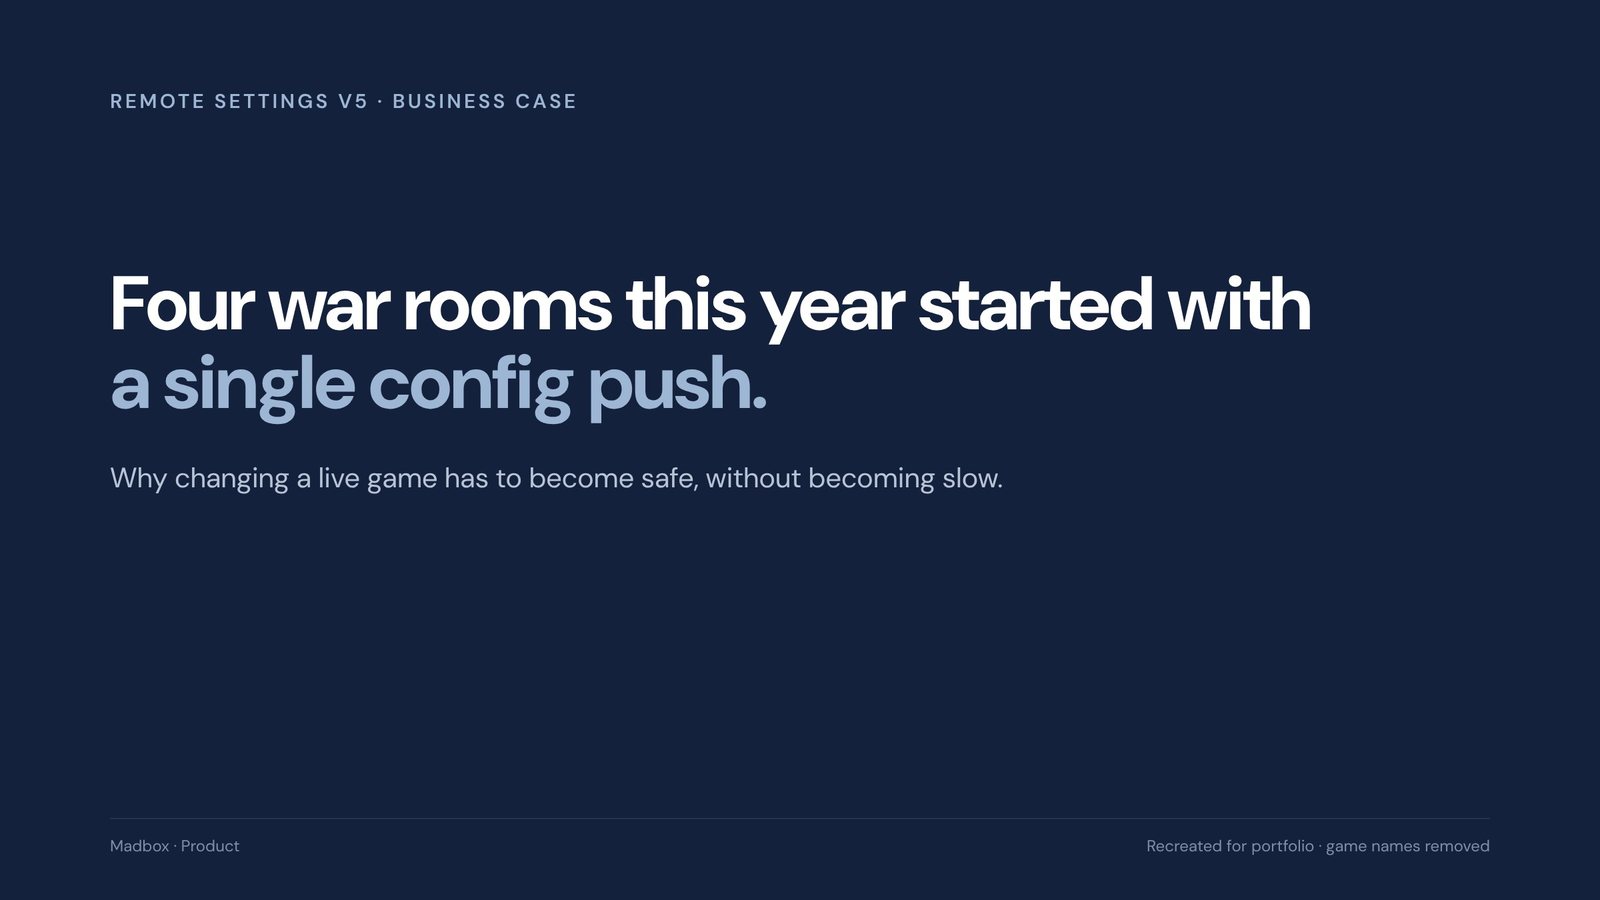 REMOTE SETTINGS V5 · BUSINESS CASE
Four war rooms this year started with
a single config push.
Why changing a live game has to become safe, without becoming slow.
Madbox · Product
Recreated for portfolio · game names removed